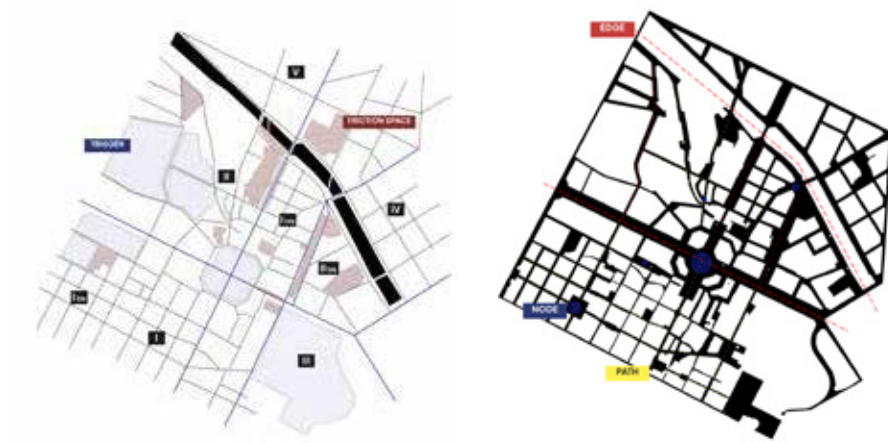 V
FRICTION SPACE
TRIGGER
II
IV
I
III
EDGE
NODE
PATH